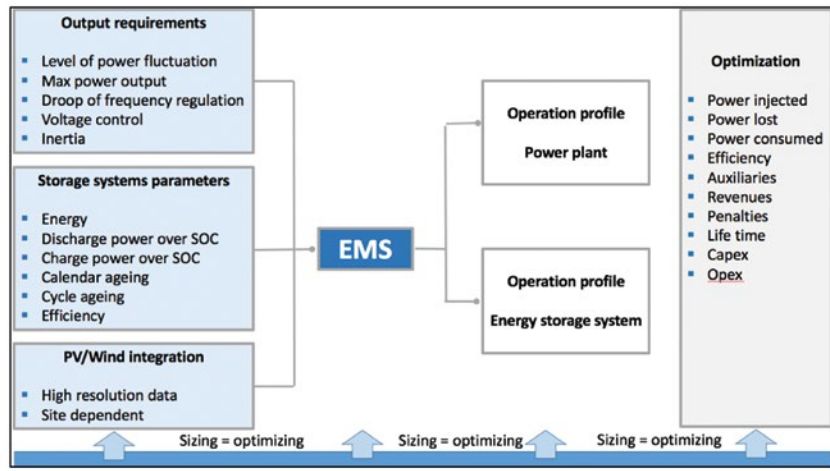 Output requirements
Level of power fluctuation
Max power output
Droop of frequency regulation
Voltage control
Inertia
Storage systems parameters
Energy
Discharge power over SOC
Charge power over SOC
Calendar ageing
Cycle ageing
Efficiency
PV/Wind integration
High resolution data
Site dependent
EMS
Operation profile
Power plant
Operation profile
Energy storage system
Optimization
Power injected
Power lost
Power consumed
Efficiency
Auxiliaries
Revenues
Penalties
Life time
Capex
Opex
Sizing = optimizing
Sizing = optimizing
Sizing = optimizing